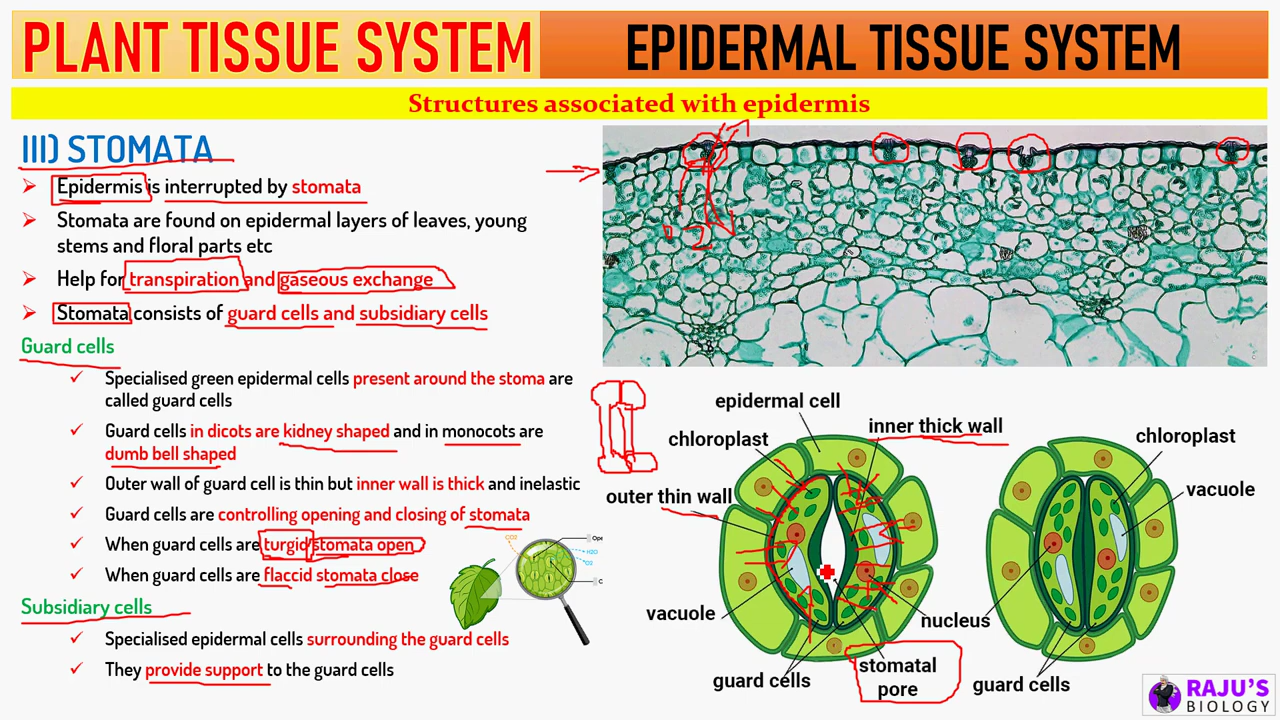 PLANT TISSUE SYSTEM
EPIDERMAL TISSUE SYSTEM
Structures associated with epidermis
III) STOMATA
Epidermis is interrupted by stomata
Stomata are found on epidermal layers of leaves, young
stems and floral parts etc
Help for transpiration and gaseous exchange
Stomata consists of guard cells and subsidiary cells
Guard cells
Specialised green epidermal cells present around the stoma are
called guard cells
Guard cells in dicots are kidney shaped and in monocots are
dumb bell shaped
Outer wall of guard cell is thin but inner wall is thick and inelastic
Guard cells are controlling opening and closing of stomata
When guard cells are turgid stomata open
When guard cells are flaccid stomata close
Subsidiary cells
Specialised epidermal cells surrounding the guard cells
They provide support to the guard cells
CO2
Ope
H2O
O2
C
epidermal cell
inner thick wall
chloroplast
outer thin wall
vacuole
guard cells
stomatal
pore
nucleus
chloroplast
vacuole
guard cells
RAJU'S
BIOLOGY